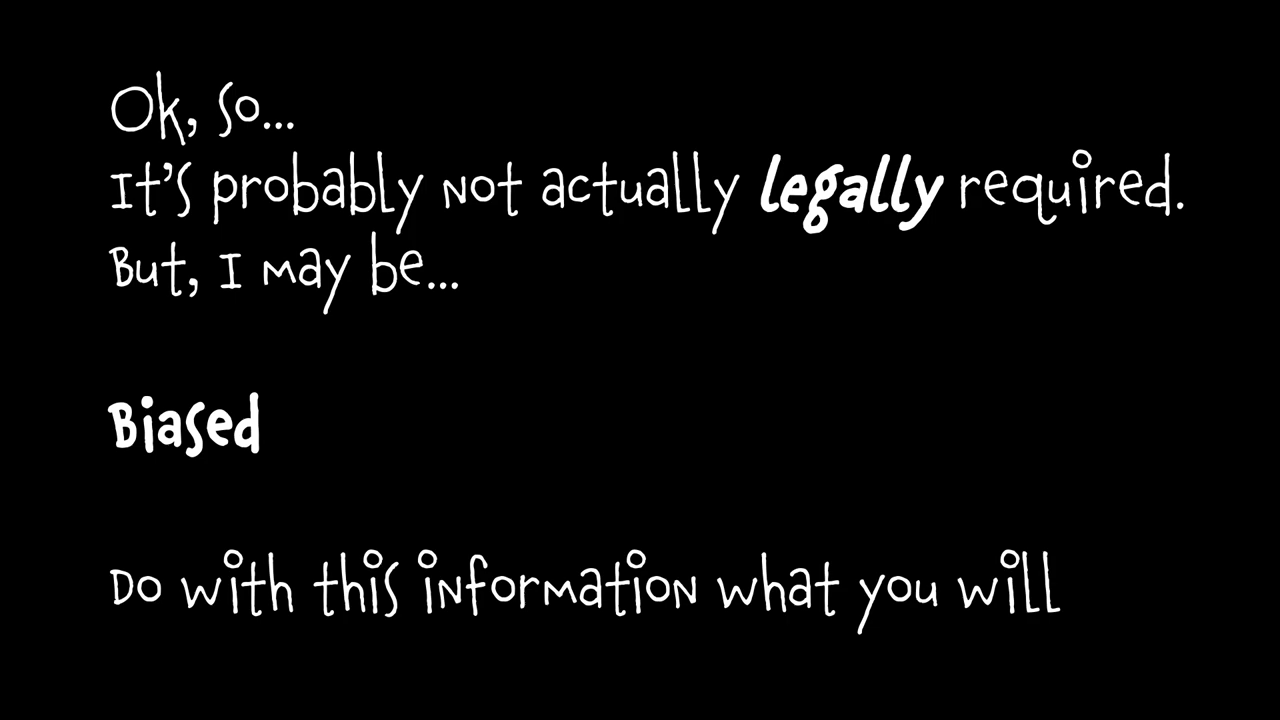 Ok, so...
It's probably not actually legally required.
But, I may be...
Biased
Do with this information what you will